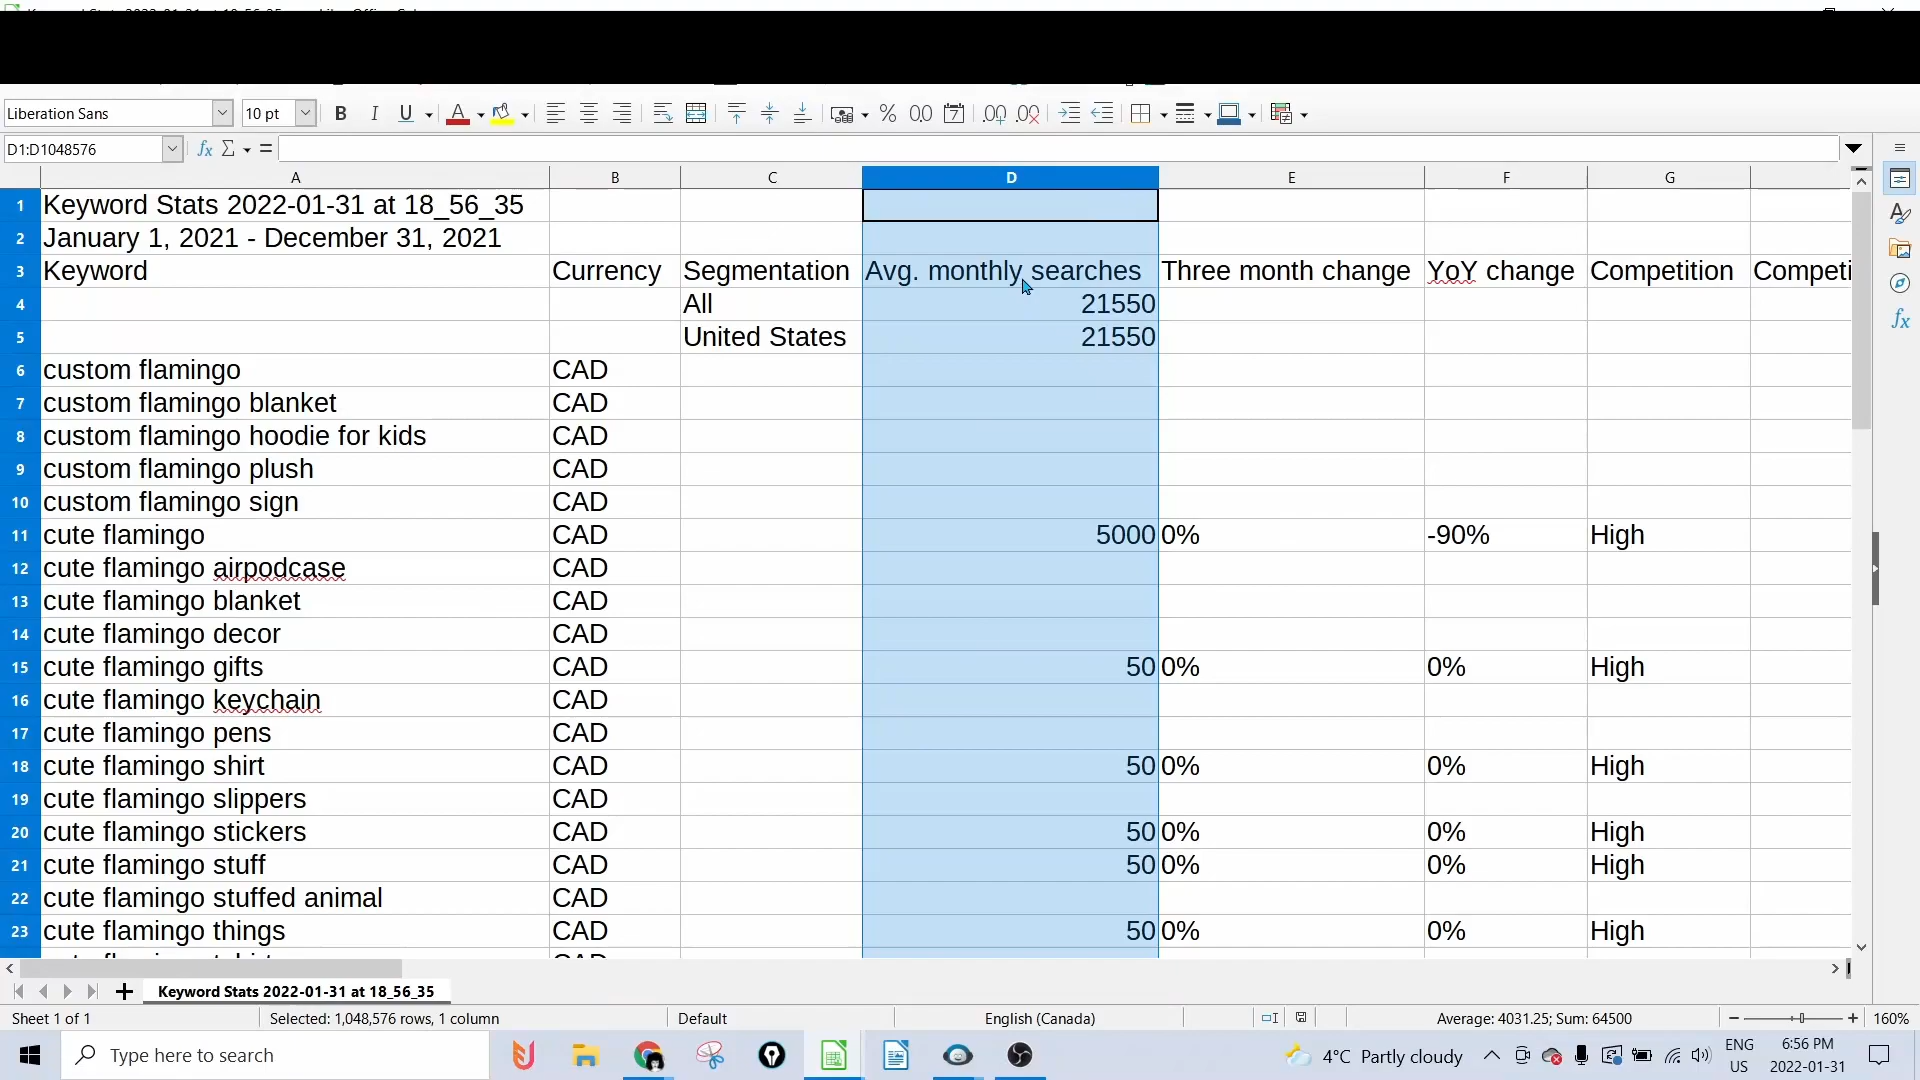 Liberation Sans 10 pt B I U % 0.0 7 .00 .00
D1:D1048576 fx Σ =
A B C D E F G
1 Keyword Stats 2022-01-31 at 18_56_35
2 January 1, 2021 - December 31, 2021
3 Keyword Currency Segmentation Avg. monthly searches Three month change YoY change Competition Competi
4 All 21550
5 United States 21550
6 custom flamingo CAD
7 custom flamingo blanket CAD
8 custom flamingo hoodie for kids CAD
9 custom flamingo plush CAD
10 custom flamingo sign CAD
11 cute flamingo CAD 5000 0% -90% High
12 cute flamingo airpodcase CAD
13 cute flamingo blanket CAD
14 cute flamingo decor CAD
15 cute flamingo gifts CAD 50 0% 0% High
16 cute flamingo keychain CAD
17 cute flamingo pens CAD
18 cute flamingo shirt CAD 50 0% 0% High
19 cute flamingo slippers CAD
20 cute flamingo stickers CAD 50 0% 0% High
21 cute flamingo stuff CAD 50 0% 0% High
22 cute flamingo stuffed animal CAD
23 cute flamingo things CAD 50 0% 0% High
Keyword Stats 2022-01-31 at 18_56_35
Sheet 1 of 1 Selected: 1,048,576 rows, 1 column Default English (Canada) Average: 4031.25; Sum: 64500 160%
Type here to search 4°C Partly cloudy ENG 6:56 PM
US 2022-01-31